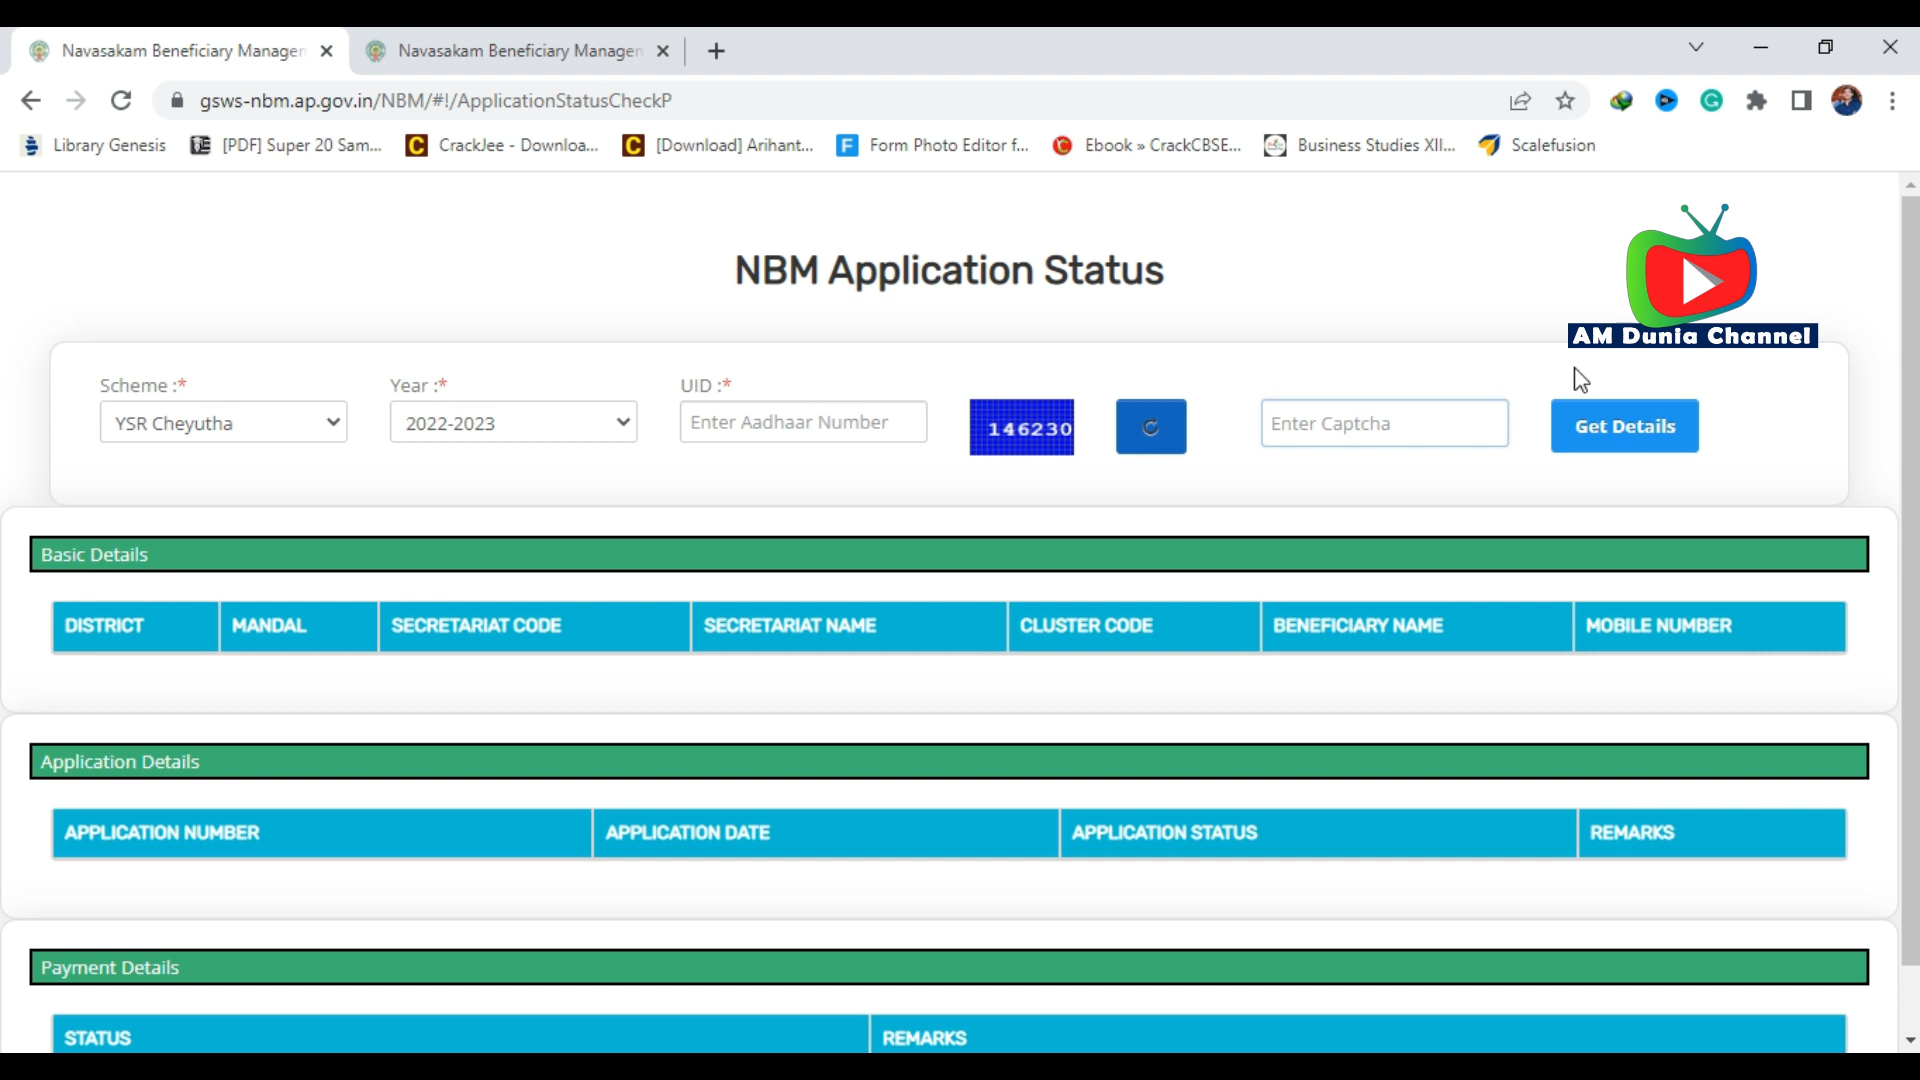 Navasakam Beneficiary Managem
Navasakam Beneficiary Managem
gsws-nbm.ap.gov.in/NBM/#!/ApplicationStatusCheckP
Library Genesis
[PDF] Super 20 Sam...
CrackJee - Downloa...
[Download] Arihant...
Form Photo Editor f...
Ebook » CrackCBSE...
Business Studies XII...
Scalefusion
NBM Application Status
AM Dunia Channel
Scheme :*
Year :*
UID :*
YSR Cheyutha
2022-2023
Enter Aadhaar Number
146230
Enter Captcha
Get Details
Basic Details
DISTRICT
MANDAL
SECRETARIAT CODE
SECRETARIAT NAME
CLUSTER CODE
BENEFICIARY NAME
MOBILE NUMBER
Application Details
APPLICATION NUMBER
APPLICATION DATE
APPLICATION STATUS
REMARKS
Payment Details
STATUS
REMARKS